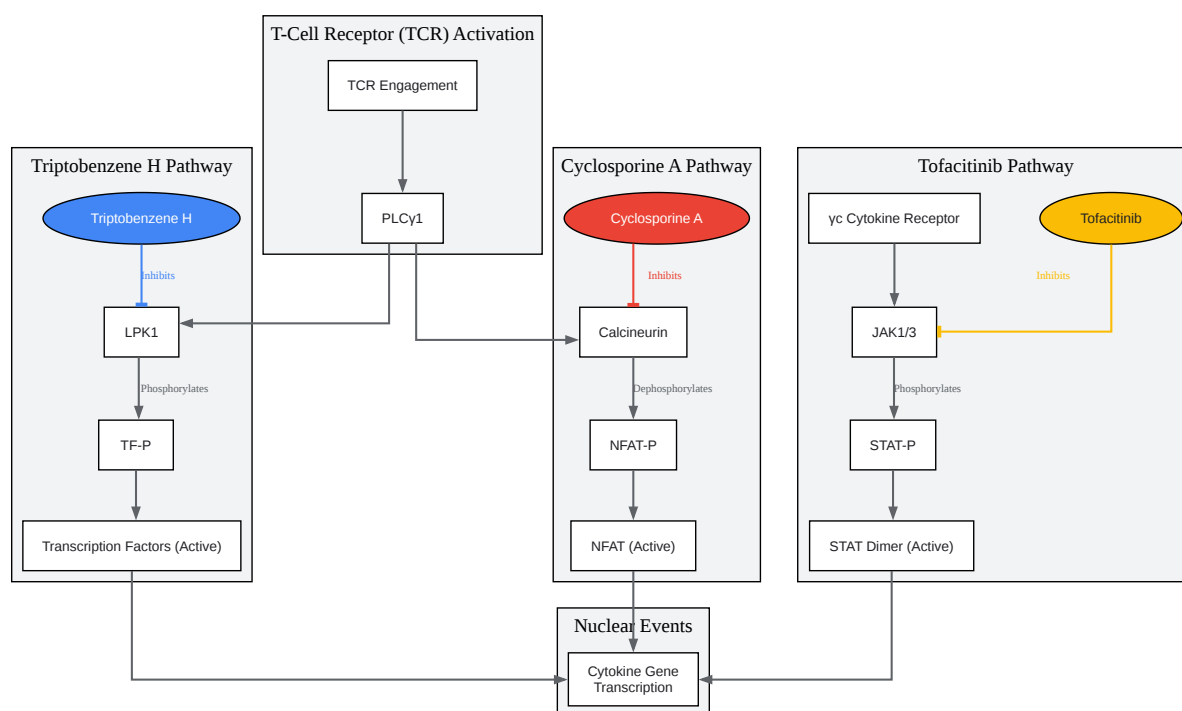 T-Cell Receptor (TCR) Activation
TCR Engagement
PLCγ1
Triptobenzene H Pathway
Triptobenzene H
Inhibits
LPK1
Phosphorylates
TF-P
Transcription Factors (Active)
Cyclosporine A Pathway
Cyclosporine A
Inhibits
Calcineurin
Dephosphorylates
NFAT-P
NFAT (Active)
Tofacitinib Pathway
γc Cytokine Receptor
Tofacitinib
Inhibits
JAK1/3
Phosphorylates
STAT-P
STAT Dimer (Active)
Nuclear Events
Cytokine Gene
Transcription